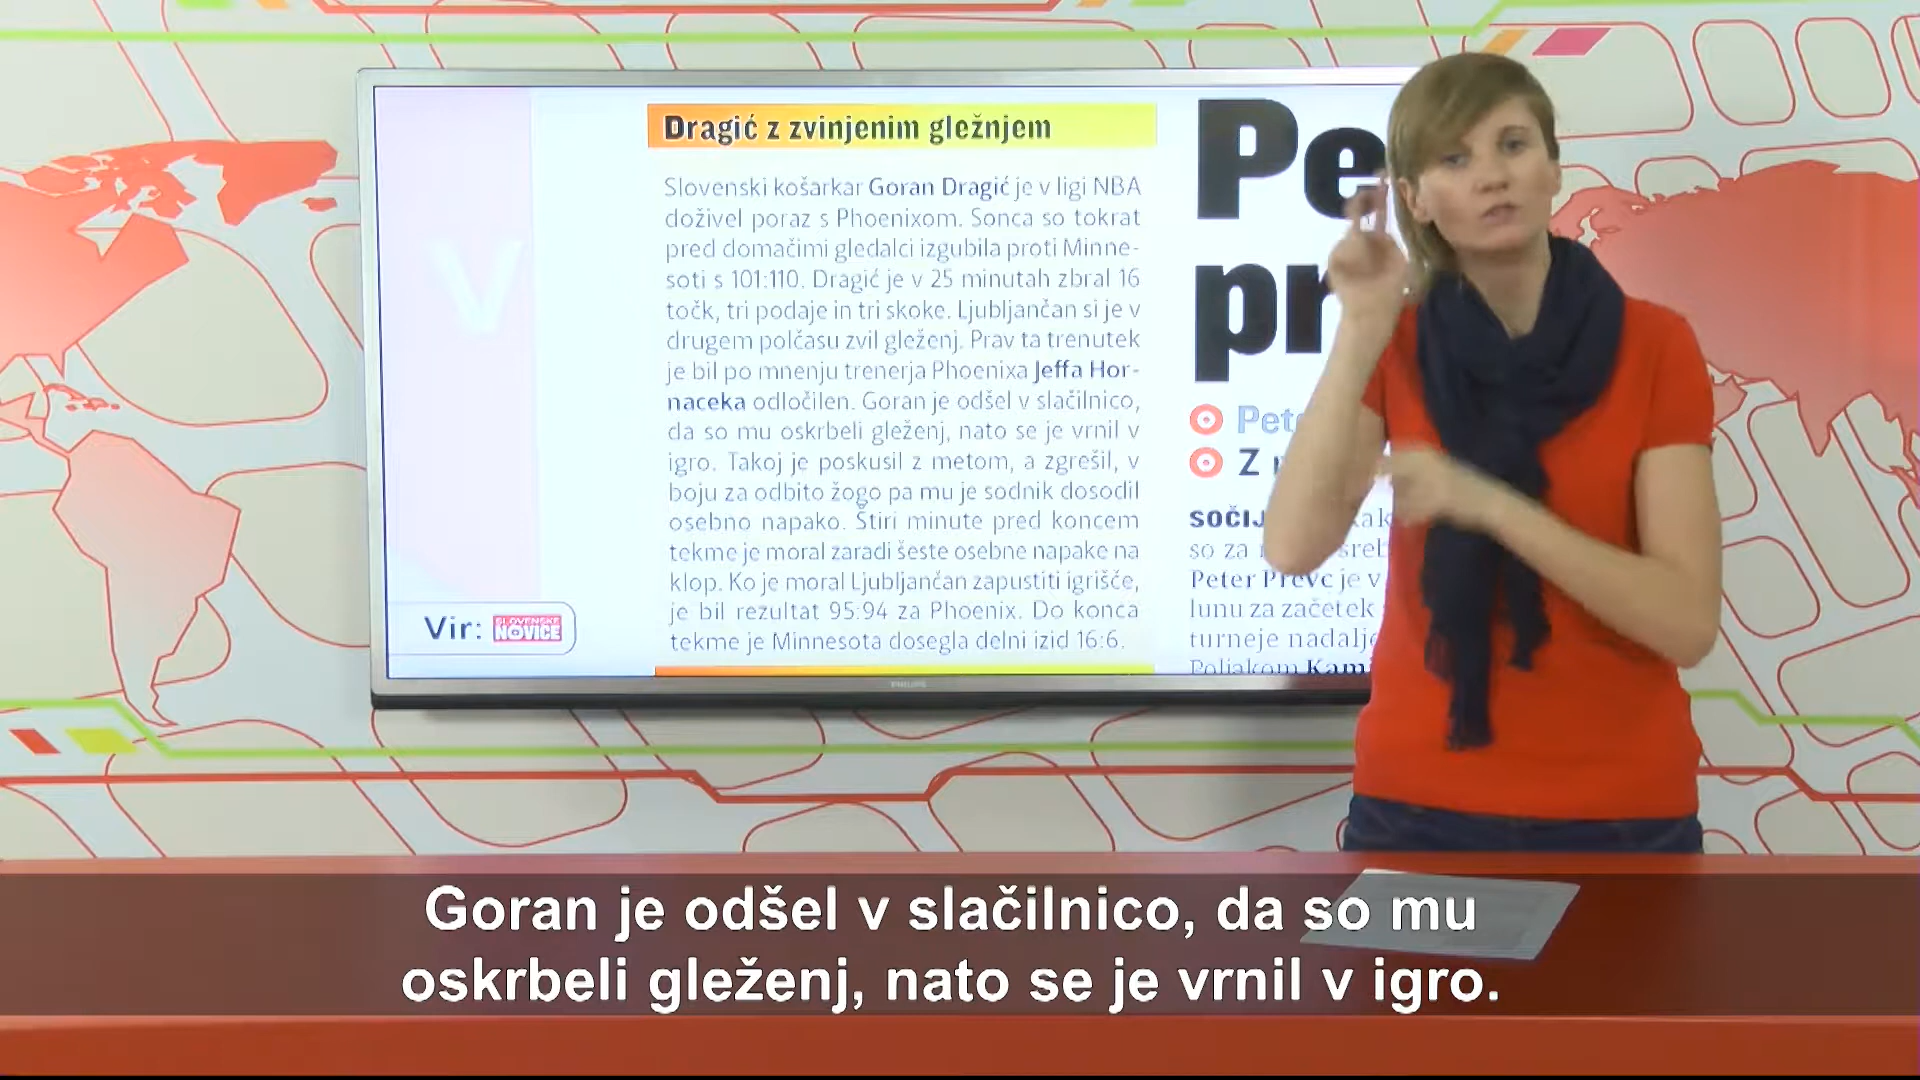 Dragić z zvinjenim gležnjem
Slovenski košarkar Goran Dragić je v ligi NBA
doživel poraz s Phoenixom. Sonca so tokrat
pred domačimi gledalci izgubila proti Minne-
soti s 101:110. Dragić je v 25 minutah zbral 16
točk, tri podaje in tri skoke. Ljubljančan si je v
drugem polčasu zvil gleženj. Prav ta trenutek
je bil po mnenju trenerja Phoenixa Jeffa Hor-
naceka odločilen. Goran je odšel v slačilnico,
da so mu oskrbeli gleženj, nato se je vrnil v
igro. Takoj je poskusil z metom, a zgrešil, v
boju za odbito žogo pa mu je sodnik dosodil
osebno napako. Štiri minute pred koncem
tekme je moral zaradi šeste osebne napake na
klop. Ko je moral Ljubljančan zapustiti igrišče,
je bil rezultat 95:94 za Phoenix. Do konca
tekme je Minnesota dosegla delni izid 16:6.
V
Vir: SLOVENSKE NOVICE
Pe
pr
Pet
Z
SOČIJ
so za
Peter Prevc je v
lunu za začetek
turneje nadalj
Poljakom Kam
PHILIPS
Goran je odšel v slačilnico, da so mu
oskrbeli gleženj, nato se je vrnil v igro.